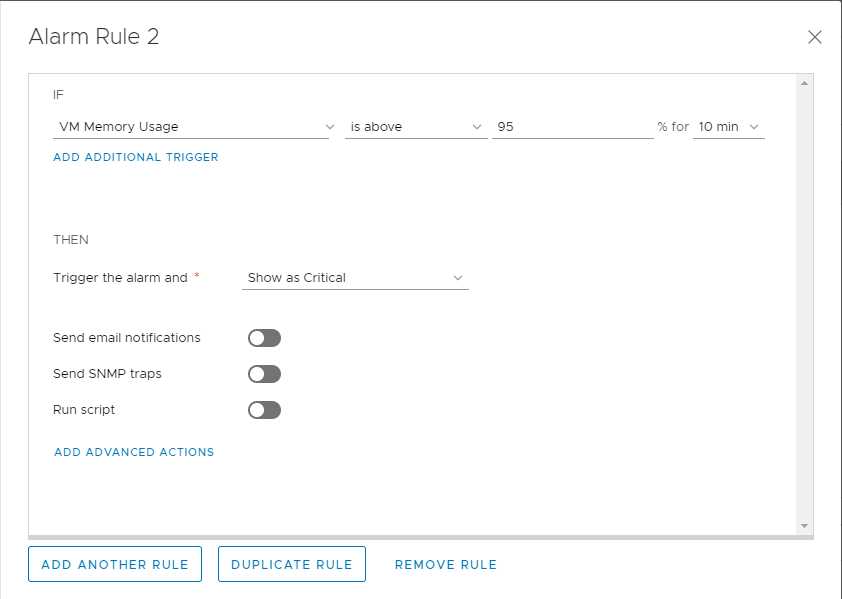 Alarm Rule 2
IF
VM Memory Usage is above 95 % for 10 min
ADD ADDITIONAL TRIGGER
THEN
Trigger the alarm and * Show as Critical
Send email notifications
Send SNMP traps
Run script
ADD ADVANCED ACTIONS
ADD ANOTHER RULE DUPLICATE RULE REMOVE RULE